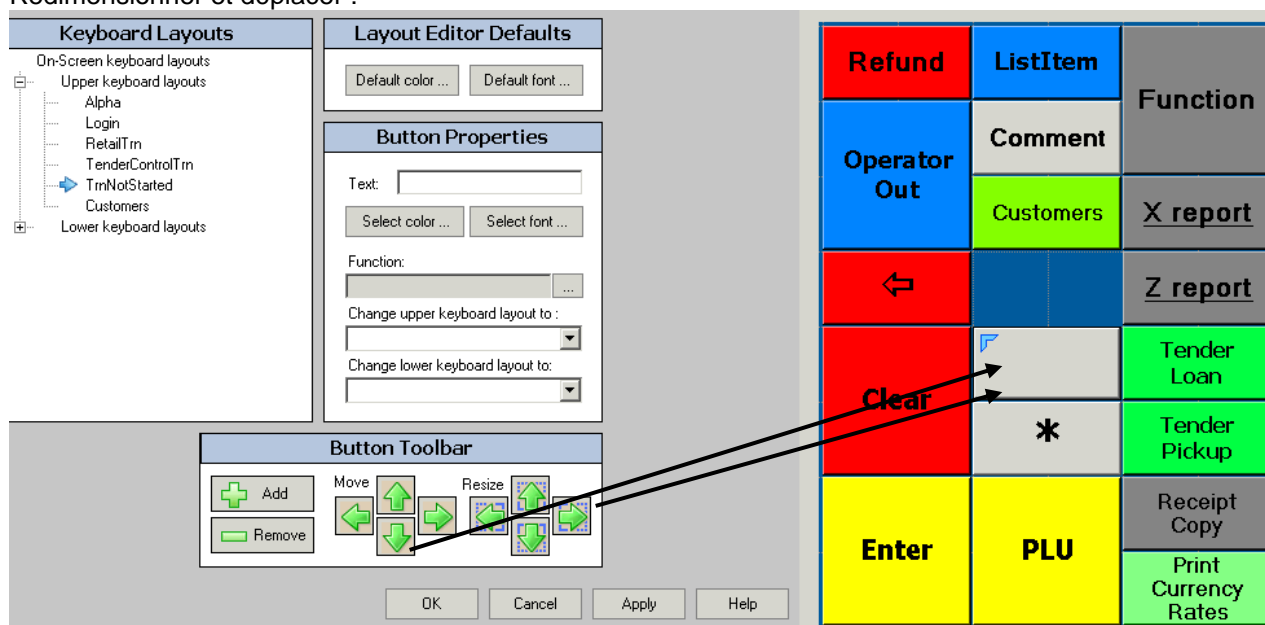 Redimensionner et déplacer :
Keyboard Layouts
On-Screen keyboard layouts
Upper keyboard layouts
Alpha
Login
RetailTrn
TenderControlTrn
TrnNotStarted
Customers
Lower keyboard layouts
Layout Editor Defaults
Default color ...
Default font ...
Button Properties
Text:
Select color ...
Select font ...
Function:
...
Change upper keyboard layout to :
Change lower keyboard layout to:
Button Toolbar
Add
Remove
Move
Resize
OK
Cancel
Apply
Help
Refund
ListItem
Function
Operator
Out
Comment
Customers
X report
Z report
Clear
Tender
Loan
*
Tender
Pickup
Enter
PLU
Receipt
Copy
Print
Currency
Rates